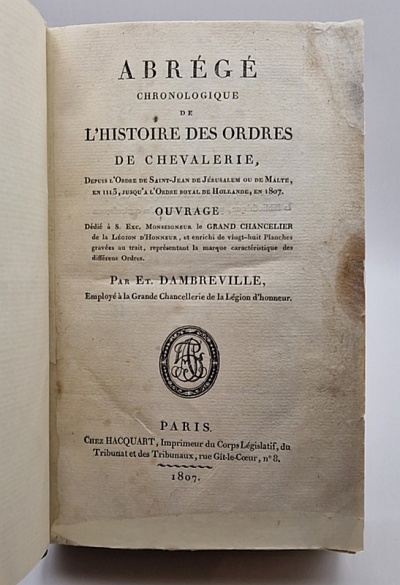 ABRÉGÉ
CHRONOLOGIQUE
DE
L'HISTOIRE DES ORDRES
DE CHEVALERIE,
Depuis l'Ordre de Saint-Jean de Jérusalem ou de Malte,
en 1113, jusqu'a l'Ordre royal de Hollande, en 1807.
OUVRAGE
Dédié à S. Exc. Monseigneur le GRAND CHANCELIER
de la Légion d'Honneur, et enrichi de vingt-huit Planches
gravées au trait, représentant la marque caractéristique des
différens Ordres.
Par Et. DAMBREVILLE,
Employé à la Grande Chancellerie de la Légion d'honneur.
PARIS.
Chez HACQUART, Imprimeur du Corps Législatif, du
Tribunat et des Tribunaux, rue Gît-le-Cœur, n° 8.
1807.